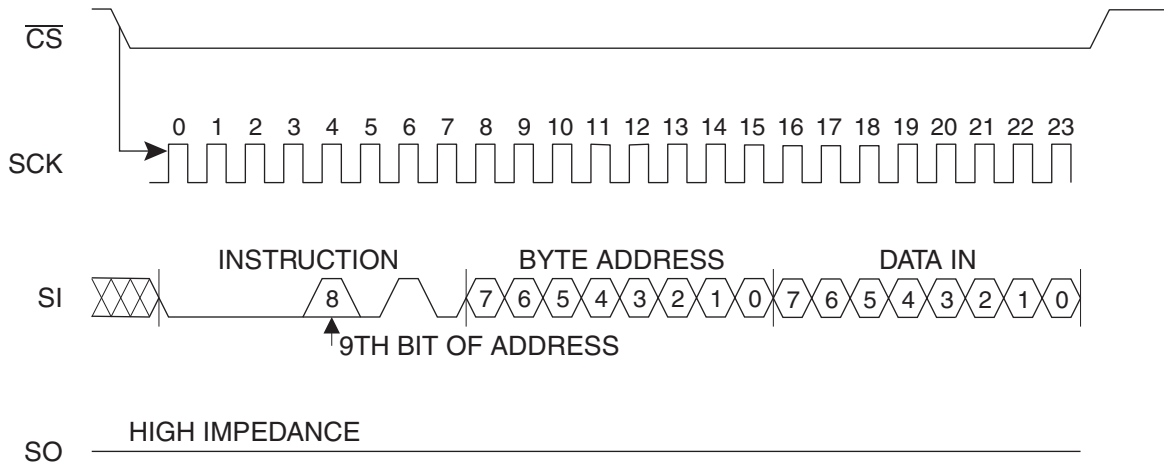 CS
0 1 2 3 4 5 6 7 8 9 10 11 12 13 14 15 16 17 18 19 20 21 22 23
SCK
INSTRUCTION BYTE ADDRESS DATA IN
SI 8 7 6 5 4 3 2 1 0 7 6 5 4 3 2 1 0
9TH BIT OF ADDRESS
HIGH IMPEDANCE
SO